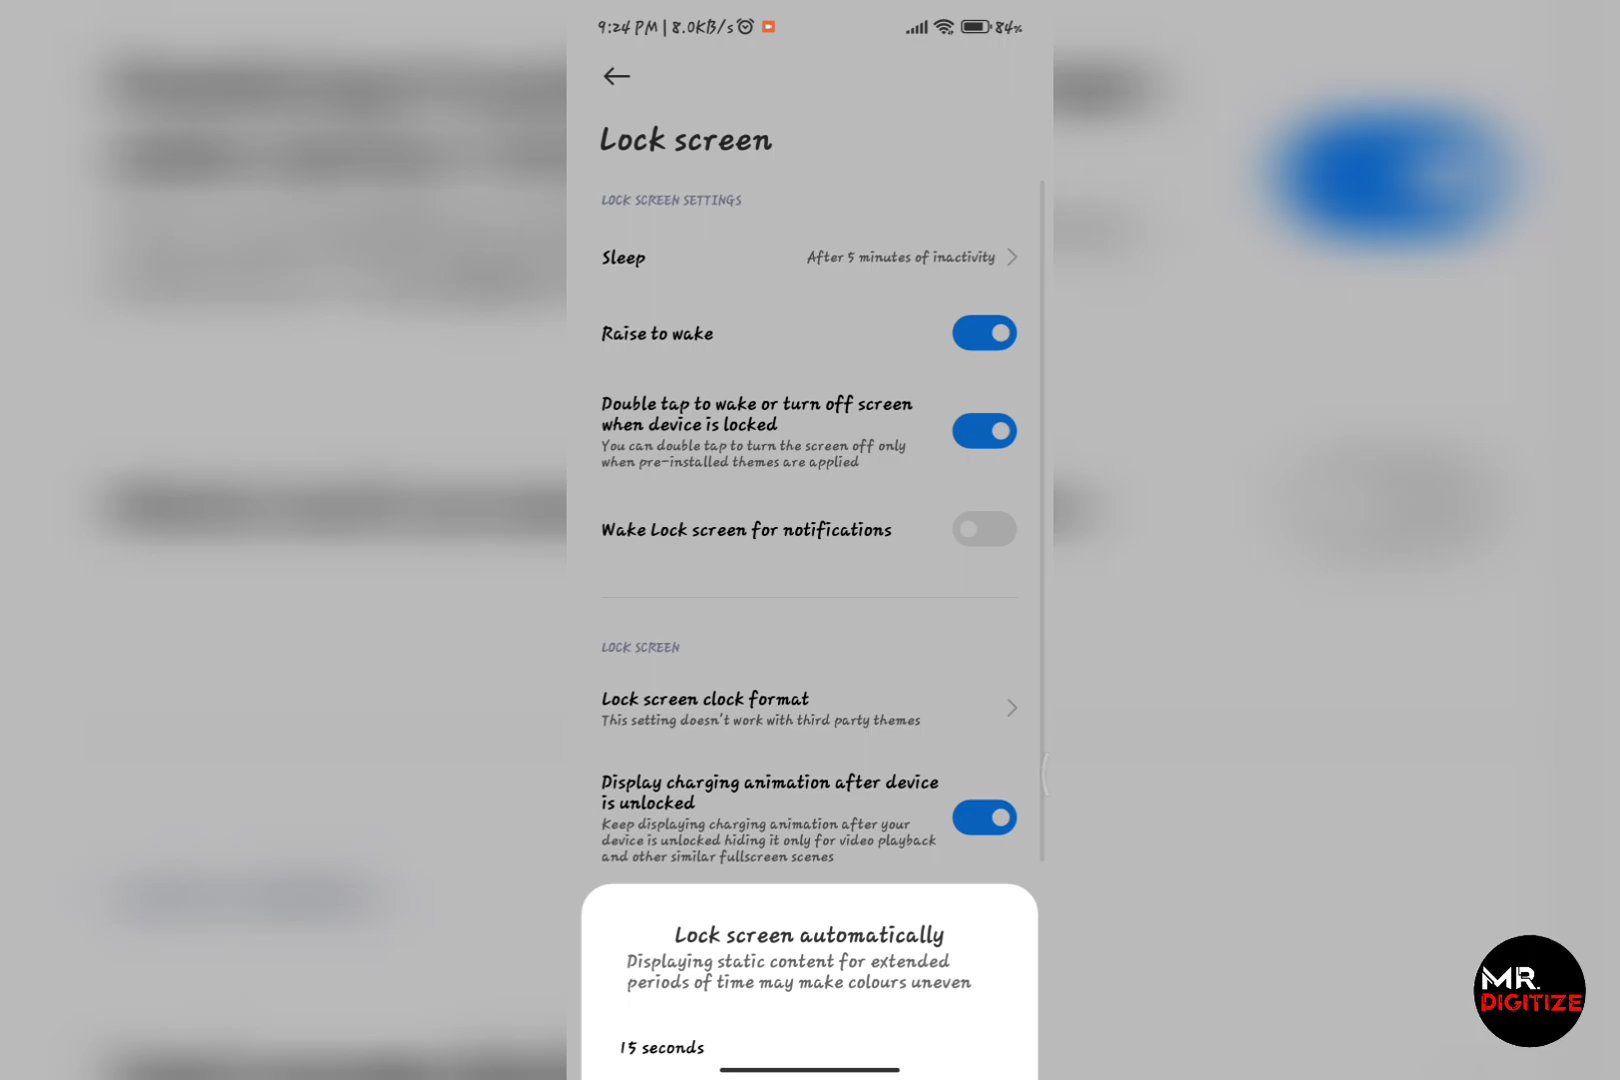 9:24 PM | 8.0KB/s
84%
Lock screen
LOCK SCREEN SETTINGS
Sleep
After 5 minutes of inactivity
Raise to wake
Double tap to wake or turn off screen
when device is locked
You can double tap to turn the screen off only
when pre-installed themes are applied
Wake Lock screen for notifications
LOCK SCREEN
Lock screen clock format
This setting doesn't work with third party themes
Display charging animation after device
is unlocked
Keep displaying charging animation after your
device is unlocked hiding it only for video playback
and other similar fullscreen scenes
Lock screen automatically
Displaying static content for extended
periods of time may make colours uneven
15 seconds
MR.
DIGITIZE